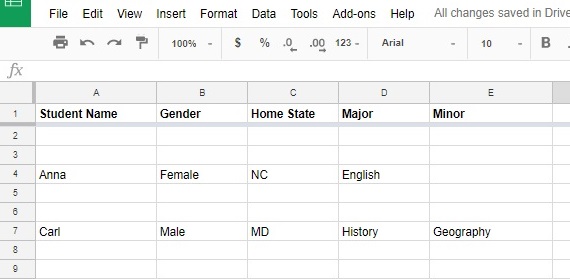 File Edit View Insert Format Data Tools Add-ons Help All changes saved in Drive
100% $ % .0 .00 123 Arial 10 B
fx
A B C D E
1 Student Name Gender Home State Major Minor
2
3
4 Anna Female NC English
5
6
7 Carl Male MD History Geography
8
9